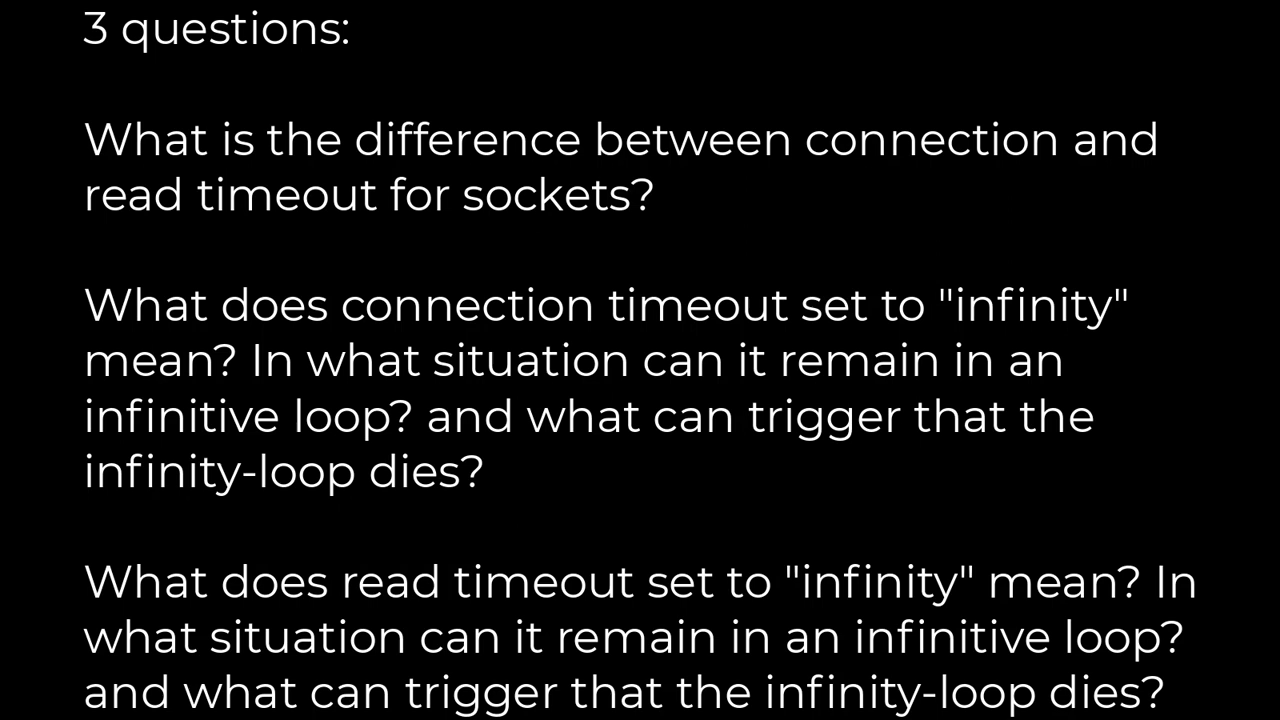 3 questions:
What is the difference between connection and
read timeout for sockets?
What does connection timeout set to "infinity"
mean? In what situation can it remain in an
infinitive loop? and what can trigger that the
infinity-loop dies?
What does read timeout set to "infinity" mean? In
what situation can it remain in an infinitive loop?
and what can trigger that the infinity-loop dies?